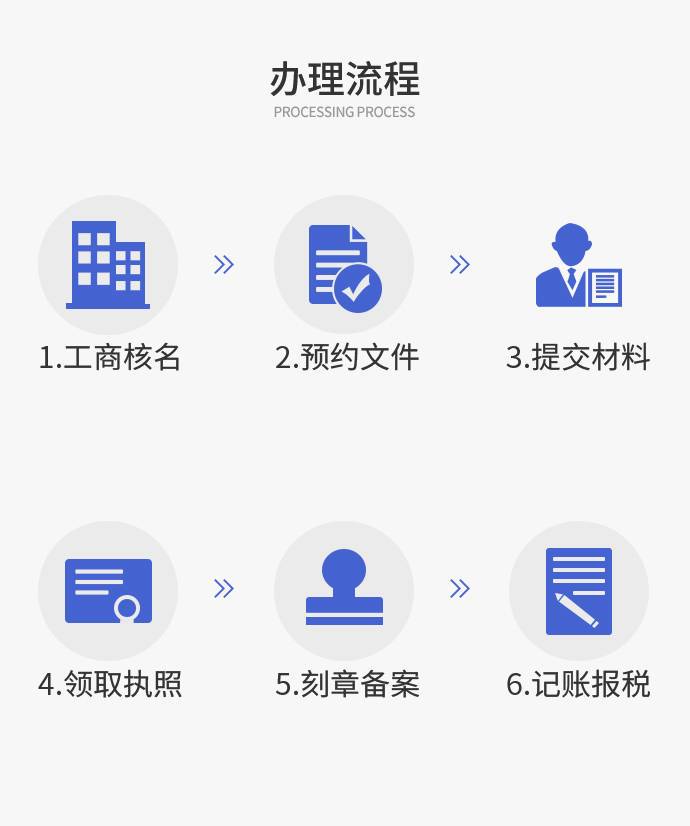 办理流程
PROCESSING PROCESS
1.工商核名
2.预约文件
3.提交材料
4.领取执照
5.刻章备案
6.记账报税